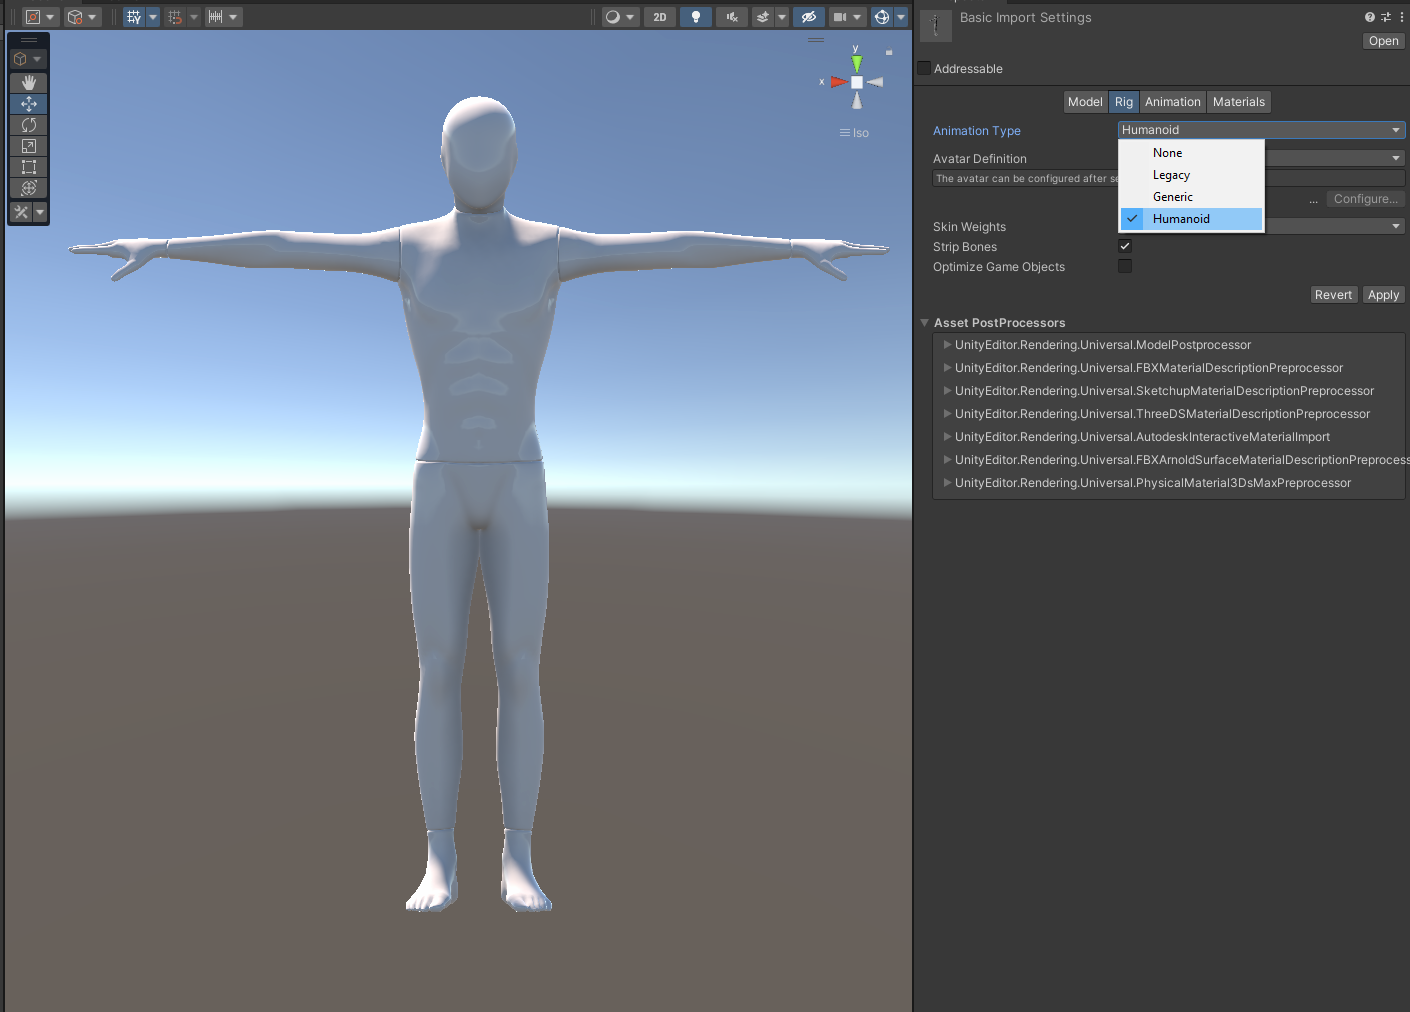 2D
y
x
Iso
Basic Import Settings
Open
Addressable
Model Rig Animation Materials
Animation Type Humanoid
None
Legacy
Generic
Humanoid
Avatar Definition
The avatar can be configured after se
... Configure...
Skin Weights
Strip Bones
Optimize Game Objects
Revert Apply
Asset PostProcessors
UnityEditor.Rendering.Universal.ModelPostprocessor
UnityEditor.Rendering.Universal.FBXMaterialDescriptionPreprocessor
UnityEditor.Rendering.Universal.SketchupMaterialDescriptionPreprocessor
UnityEditor.Rendering.Universal.ThreeDSMaterialDescriptionPreprocessor
UnityEditor.Rendering.Universal.AutodeskInteractiveMaterialImport
UnityEditor.Rendering.Universal.FBXArnoldSurfaceMaterialDescriptionPreprocess
UnityEditor.Rendering.Universal.PhysicalMaterial3DsMaxPreprocessor